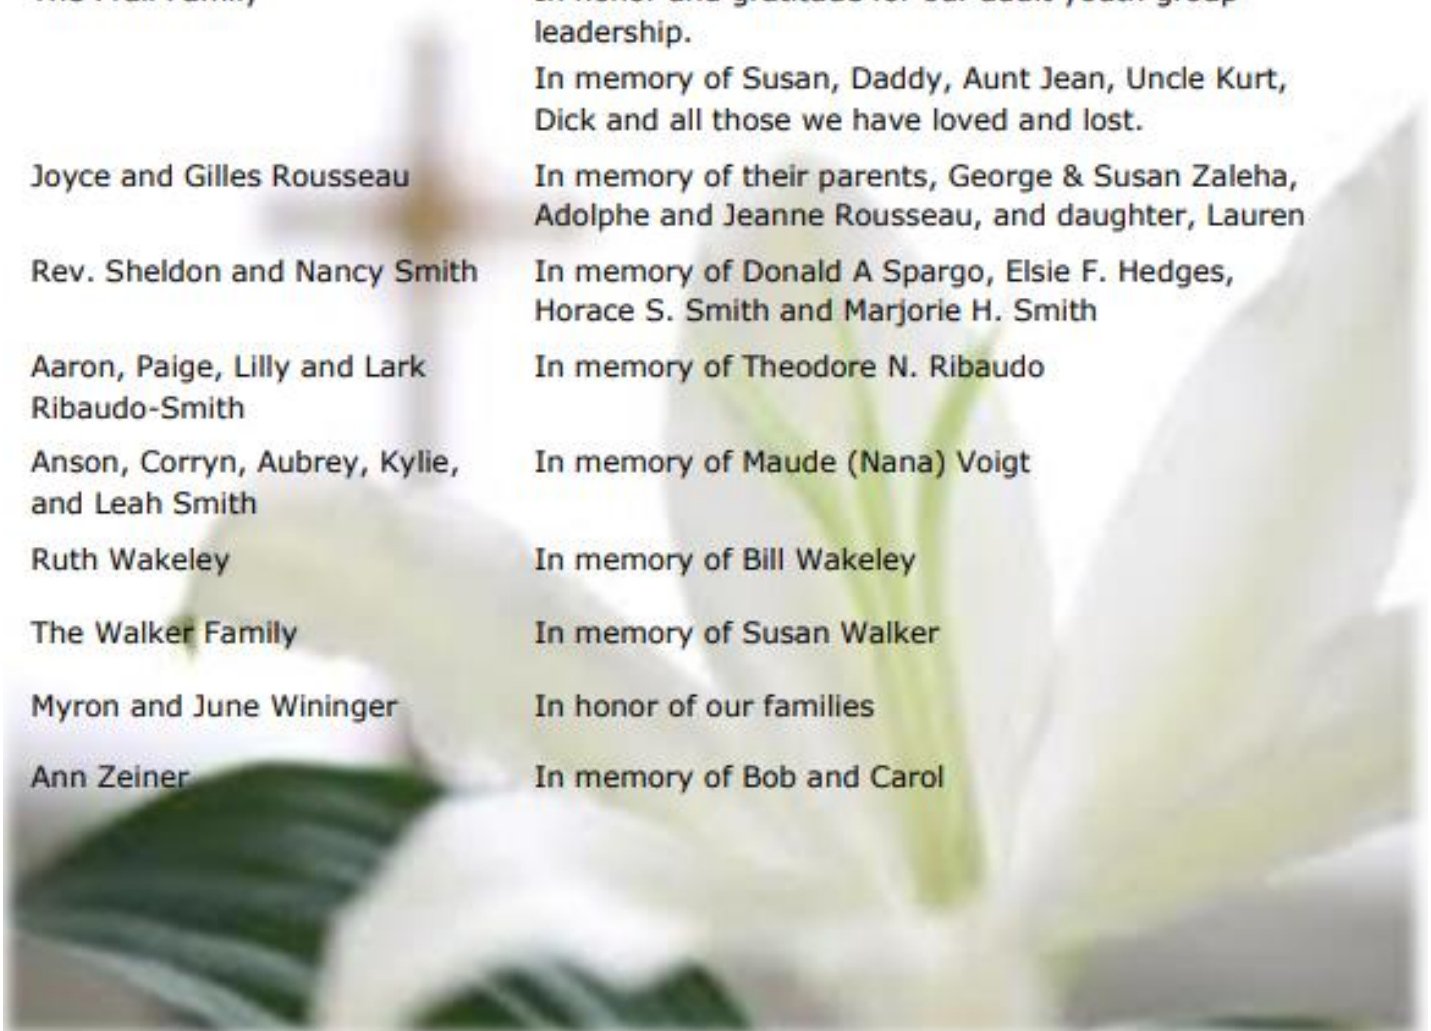 leadership.
In memory of Susan, Daddy, Aunt Jean, Uncle Kurt,
Dick and all those we have loved and lost.
Joyce and Gilles Rousseau
In memory of their parents, George & Susan Zaleha,
Adolphe and Jeanne Rousseau, and daughter, Lauren
Rev. Sheldon and Nancy Smith
In memory of Donald A Spargo, Elsie F. Hedges,
Horace S. Smith and Marjorie H. Smith
Aaron, Paige, Lilly and Lark
Ribaudo-Smith
In memory of Theodore N. Ribaudo
Anson, Corryn, Aubrey, Kylie,
and Leah Smith
In memory of Maude (Nana) Voigt
Ruth Wakeley
In memory of Bill Wakeley
The Walker Family
In memory of Susan Walker
Myron and June Wininger
In honor of our families
Ann Zeiner
In memory of Bob and Carol